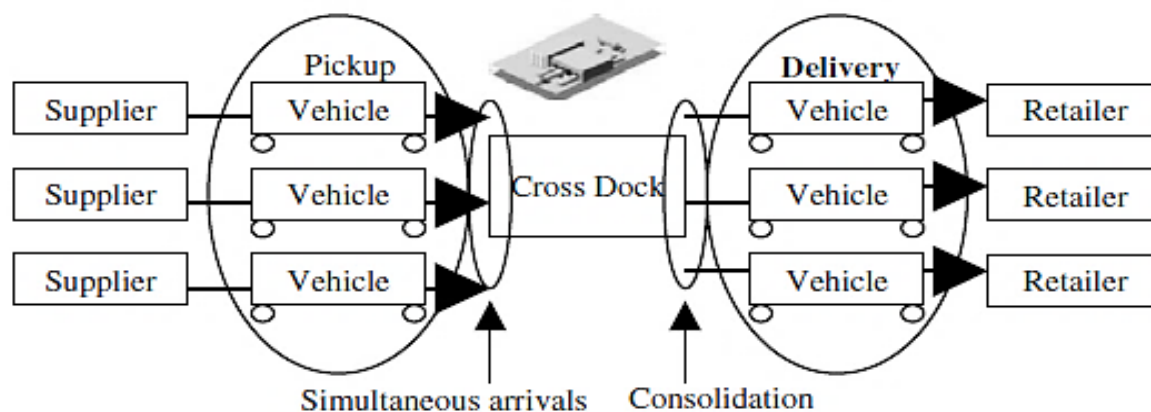 Pickup
Delivery
Supplier Vehicle Vehicle Retailer
Supplier Vehicle Cross Dock Vehicle Retailer
Supplier Vehicle Vehicle Retailer
Simultaneous arrivals Consolidation